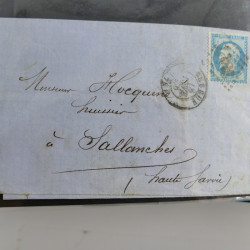 Monsieur Hocquin
huissier
à Sallanches
(haute Savoie)